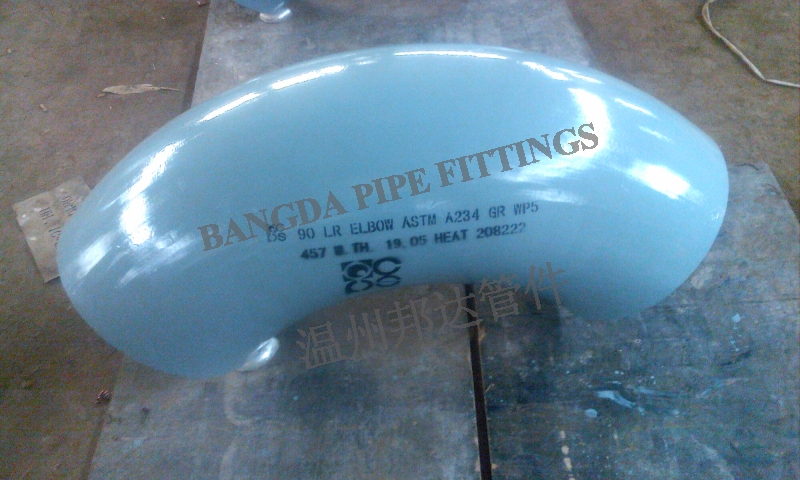 BANGDA PIPE FITTINGS
BS 90 LR ELBOW ASTM A234 GR WP5
457 W.TH. 19.05 HEAT 208222
温州邦达管件